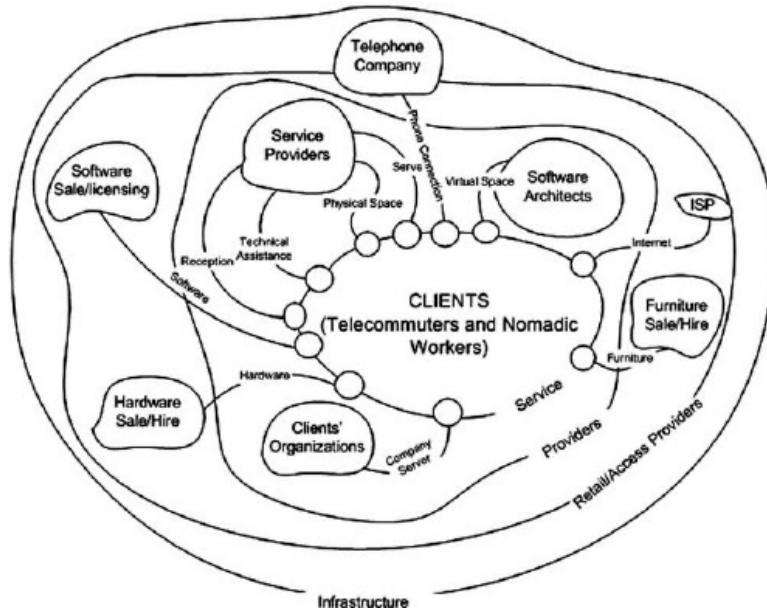 Telephone
Company
Service
Providers
Software
Sale/licensing
Phone Connection
Serve
Virtual Space
Software
Architects
ISP
Physical Space
Technical
Assistance
Reception
Software
Internet
CLIENTS
(Telecommuters and Nomadic
Workers)
Furniture
Sale/Hire
Furniture
Hardware
Hardware
Sale/Hire
Clients'
Organizations
Company
Server
Service
Providers
Retail/Access Providers
Infrastructure